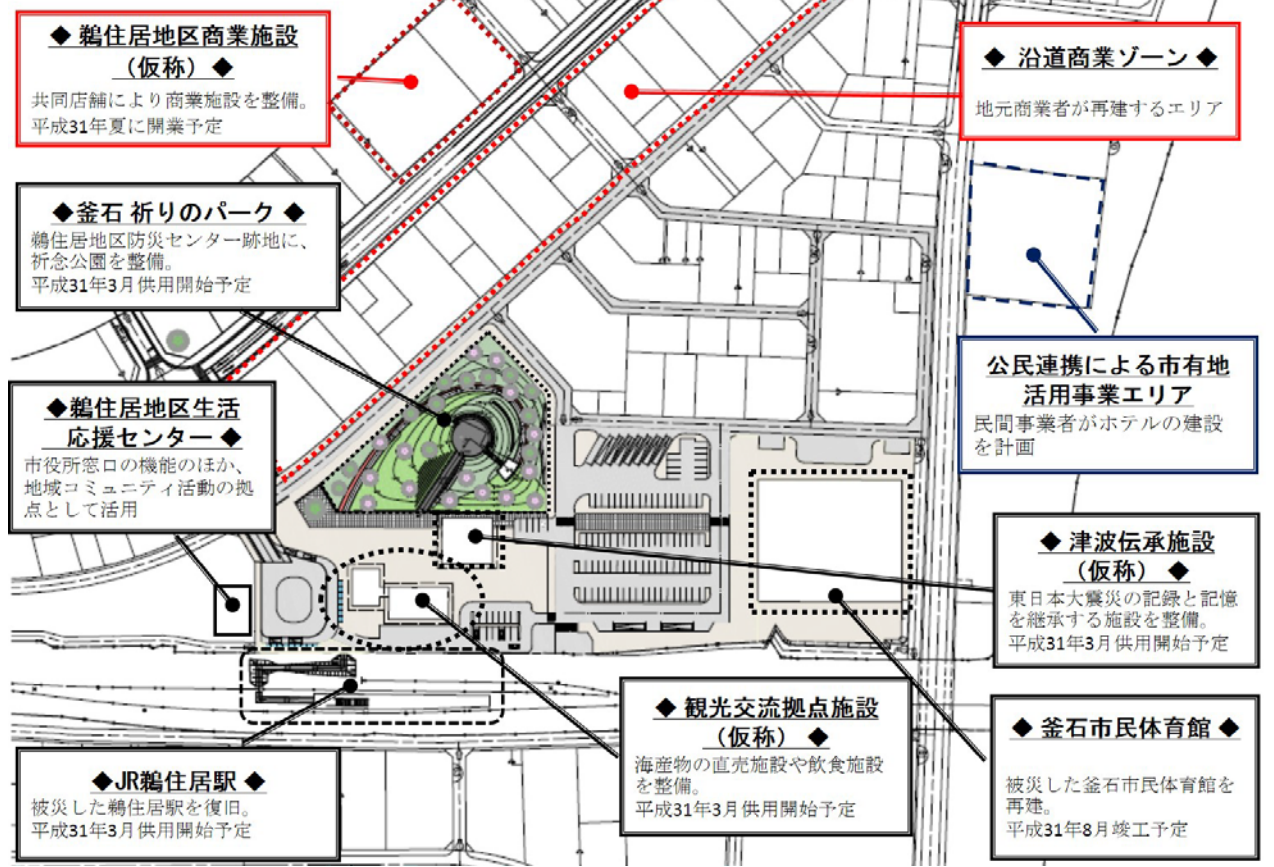 ◆ 鵜住居地区商業施設
（仮称） ◆
共同店舗により商業施設を整備。
平成31年夏に開業予定
◆ 沿道商業ゾーン ◆
地元商業者が再建するエリア
◆釜石 祈りのパーク ◆
鵜住居地区防災センター跡地に、
祈念公園を整備。
平成31年3月供用開始予定
公民連携による市有地
活用事業エリア
民間事業者がホテルの建設
を計画
◆鵜住居地区生活
応援センター ◆
市役所窓口の機能のほか、
地域コミュニティ活動の拠
点として活用
◆ 津波伝承施設
（仮称） ◆
東日本大震災の記録と記憶
を継承する施設を整備。
平成31年3月供用開始予定
◆ 観光交流拠点施設
（仮称） ◆
海産物の直売施設や飲食施設
を整備。
平成31年3月供用開始予定
◆ 釜石市民体育館 ◆
被災した釜石市民体育館を
再建。
平成31年8月竣工予定
◆JR鵜住居駅 ◆
被災した鵜住居駅を復旧。
平成31年3月供用開始予定